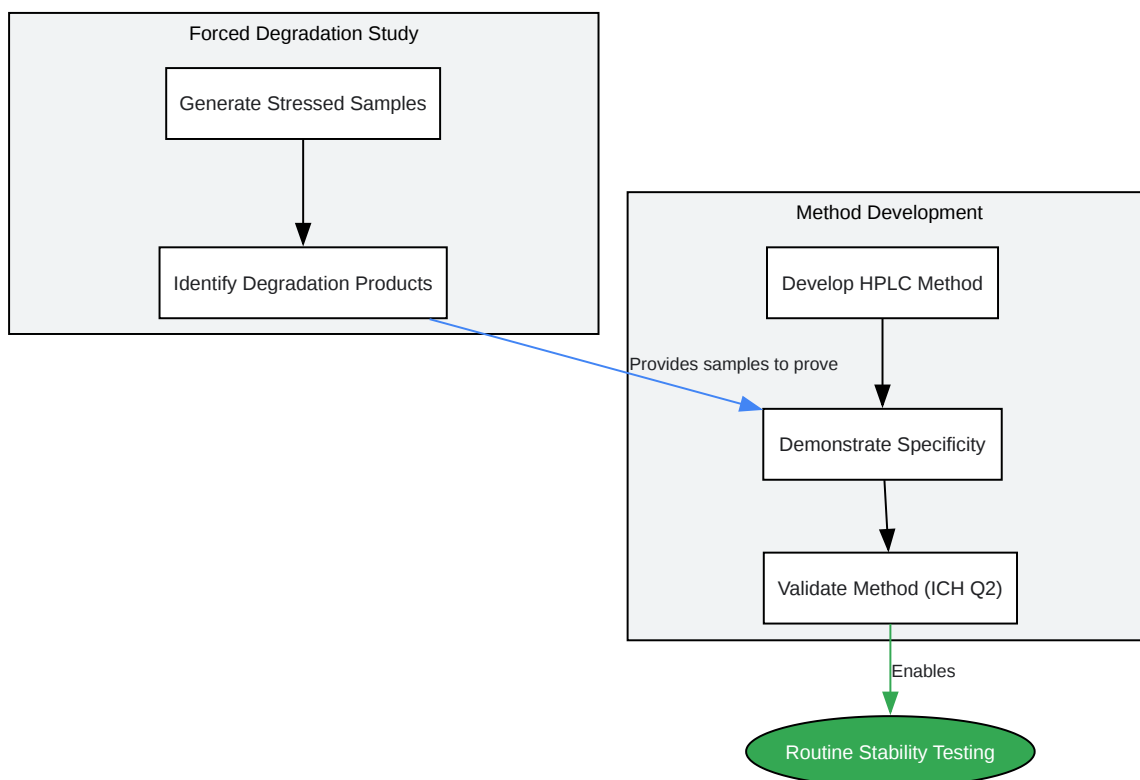 Forced Degradation Study
Generate Stressed Samples
Identify Degradation Products
Provides samples to prove
Method Development
Develop HPLC Method
Demonstrate Specificity
Validate Method (ICH Q2)
Enables
Routine Stability Testing